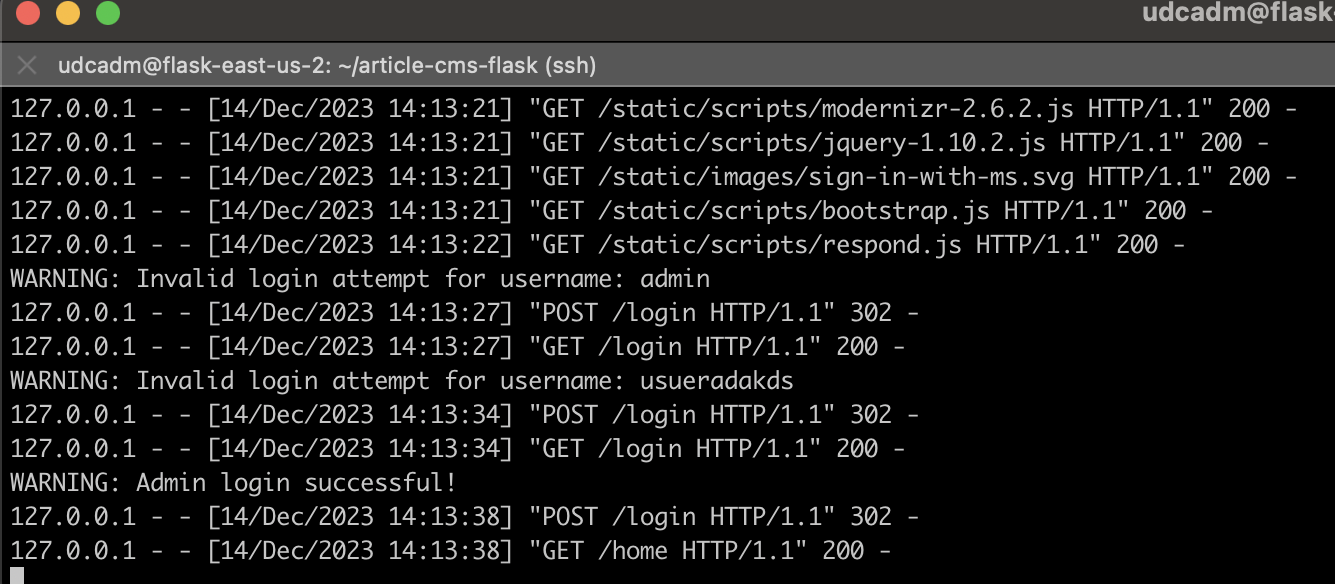 udcadm@flask-
udcadm@flask-east-us-2: ~/article-cms-flask (ssh)
127.0.0.1 - - [14/Dec/2023 14:13:21] "GET /static/scripts/modernizr-2.6.2.js HTTP/1.1" 200 -
127.0.0.1 - - [14/Dec/2023 14:13:21] "GET /static/scripts/jquery-1.10.2.js HTTP/1.1" 200 -
127.0.0.1 - - [14/Dec/2023 14:13:21] "GET /static/images/sign-in-with-ms.svg HTTP/1.1" 200 -
127.0.0.1 - - [14/Dec/2023 14:13:21] "GET /static/scripts/bootstrap.js HTTP/1.1" 200 -
127.0.0.1 - - [14/Dec/2023 14:13:22] "GET /static/scripts/respond.js HTTP/1.1" 200 -
WARNING: Invalid login attempt for username: admin
127.0.0.1 - - [14/Dec/2023 14:13:27] "POST /login HTTP/1.1" 302 -
127.0.0.1 - - [14/Dec/2023 14:13:27] "GET /login HTTP/1.1" 200 -
WARNING: Invalid login attempt for username: usueradakds
127.0.0.1 - - [14/Dec/2023 14:13:34] "POST /login HTTP/1.1" 302 -
127.0.0.1 - - [14/Dec/2023 14:13:34] "GET /login HTTP/1.1" 200 -
WARNING: Admin login successful!
127.0.0.1 - - [14/Dec/2023 14:13:38] "POST /login HTTP/1.1" 302 -
127.0.0.1 - - [14/Dec/2023 14:13:38] "GET /home HTTP/1.1" 200 -